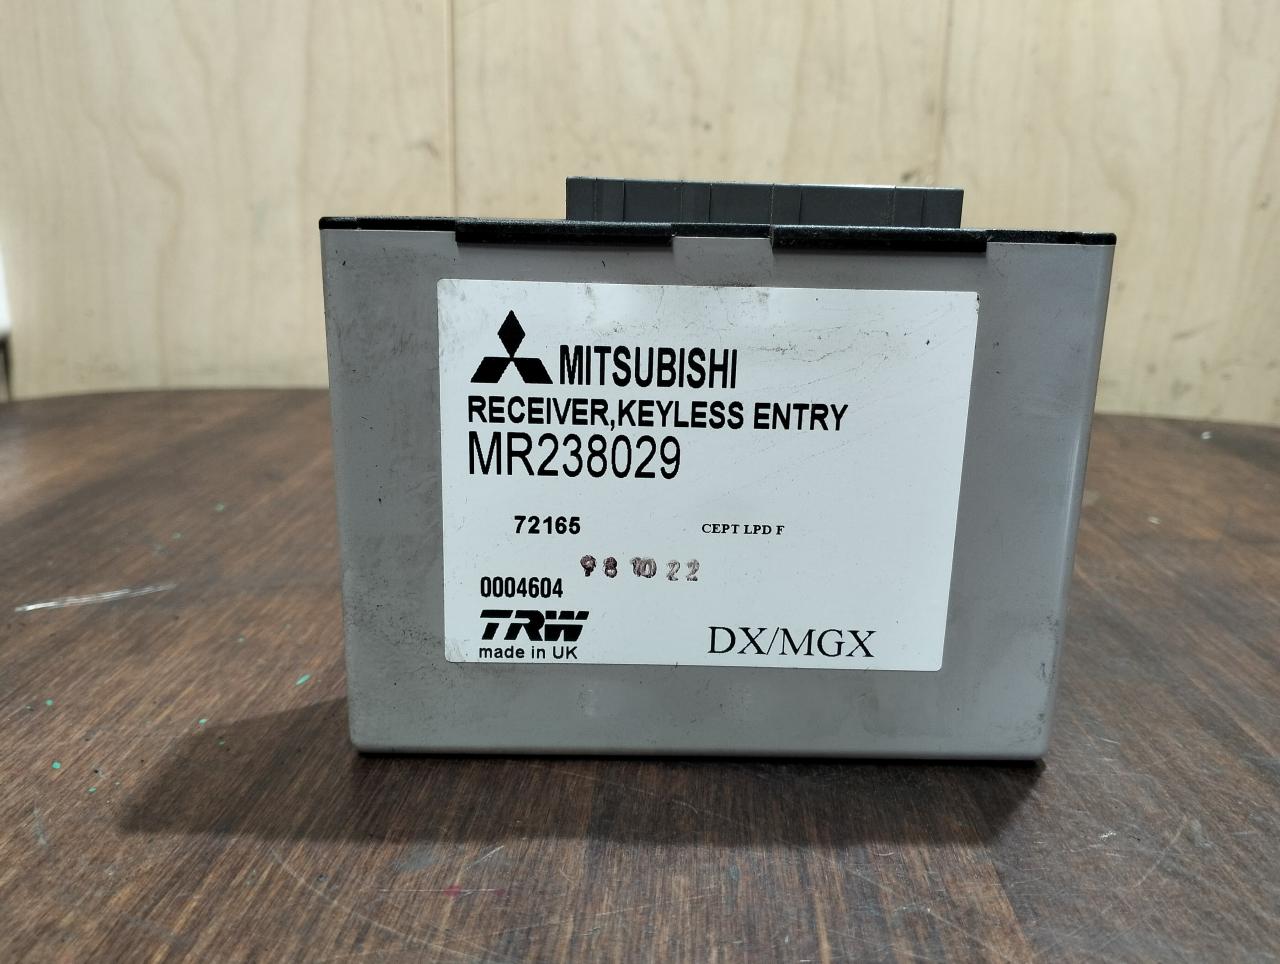 MITSUBISHI
RECEIVER,KEYLESS ENTRY
MR238029
72165
CEPT LPD F
98 10 22
0004604
TRW
made in UK
DX/MGX